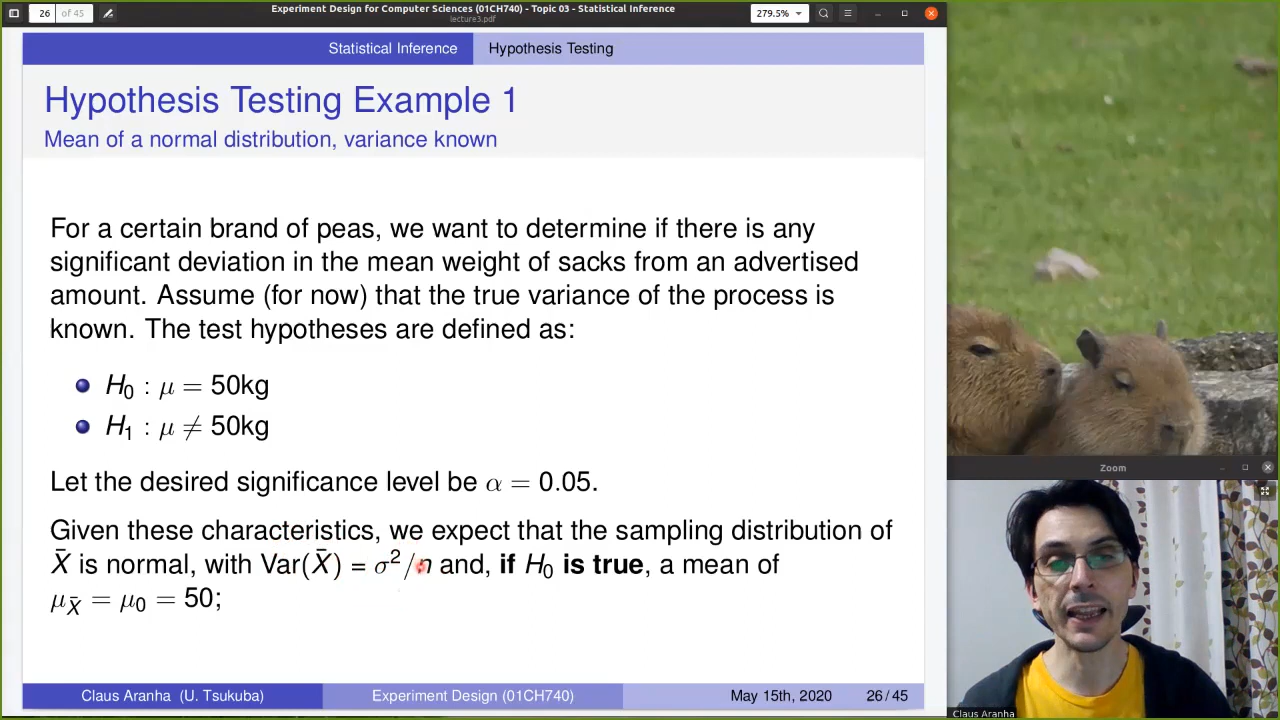 26 of 45
Experiment Design for Computer Sciences (01CH740) - Topic 03 - Statistical Inference
lecture3.pdf
279.5%
Statistical Inference
Hypothesis Testing
Hypothesis Testing Example 1
Mean of a normal distribution, variance known
For a certain brand of peas, we want to determine if there is any
significant deviation in the mean weight of sacks from an advertised
amount. Assume (for now) that the true variance of the process is
known. The test hypotheses are defined as:
H₀ : μ = 50kg
H₁ : μ ≠ 50kg
Let the desired significance level be α = 0.05.
Given these characteristics, we expect that the sampling distribution of
X̄ is normal, with Var(X̄) = σ²/n and, if H₀ is true, a mean of
μ_X̄ = μ₀ = 50;
Claus Aranha (U. Tsukuba)
Experiment Design (01CH740)
May 15th, 2020
26 / 45
Zoom
Claus Aranha